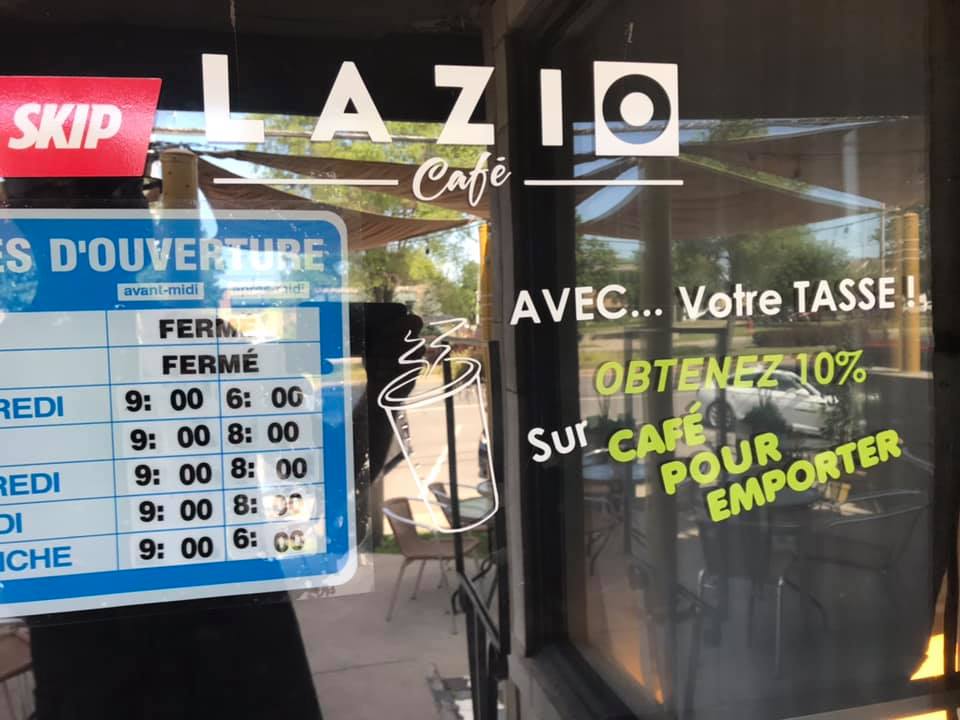 SKIP
LAZIO
Café
ES D'OUVERTURE
avant-midi après-midi
FERMÉ
FERMÉ
REDI 9: 00 6: 00
9: 00 8: 00
REDI 9: 00 8: 00
DI 9: 00 8: 00
NCHE 9: 00 6: 00
AVEC... Votre TASSE !
OBTENEZ 10%
Sur CAFÉ
POUR
EMPORTER